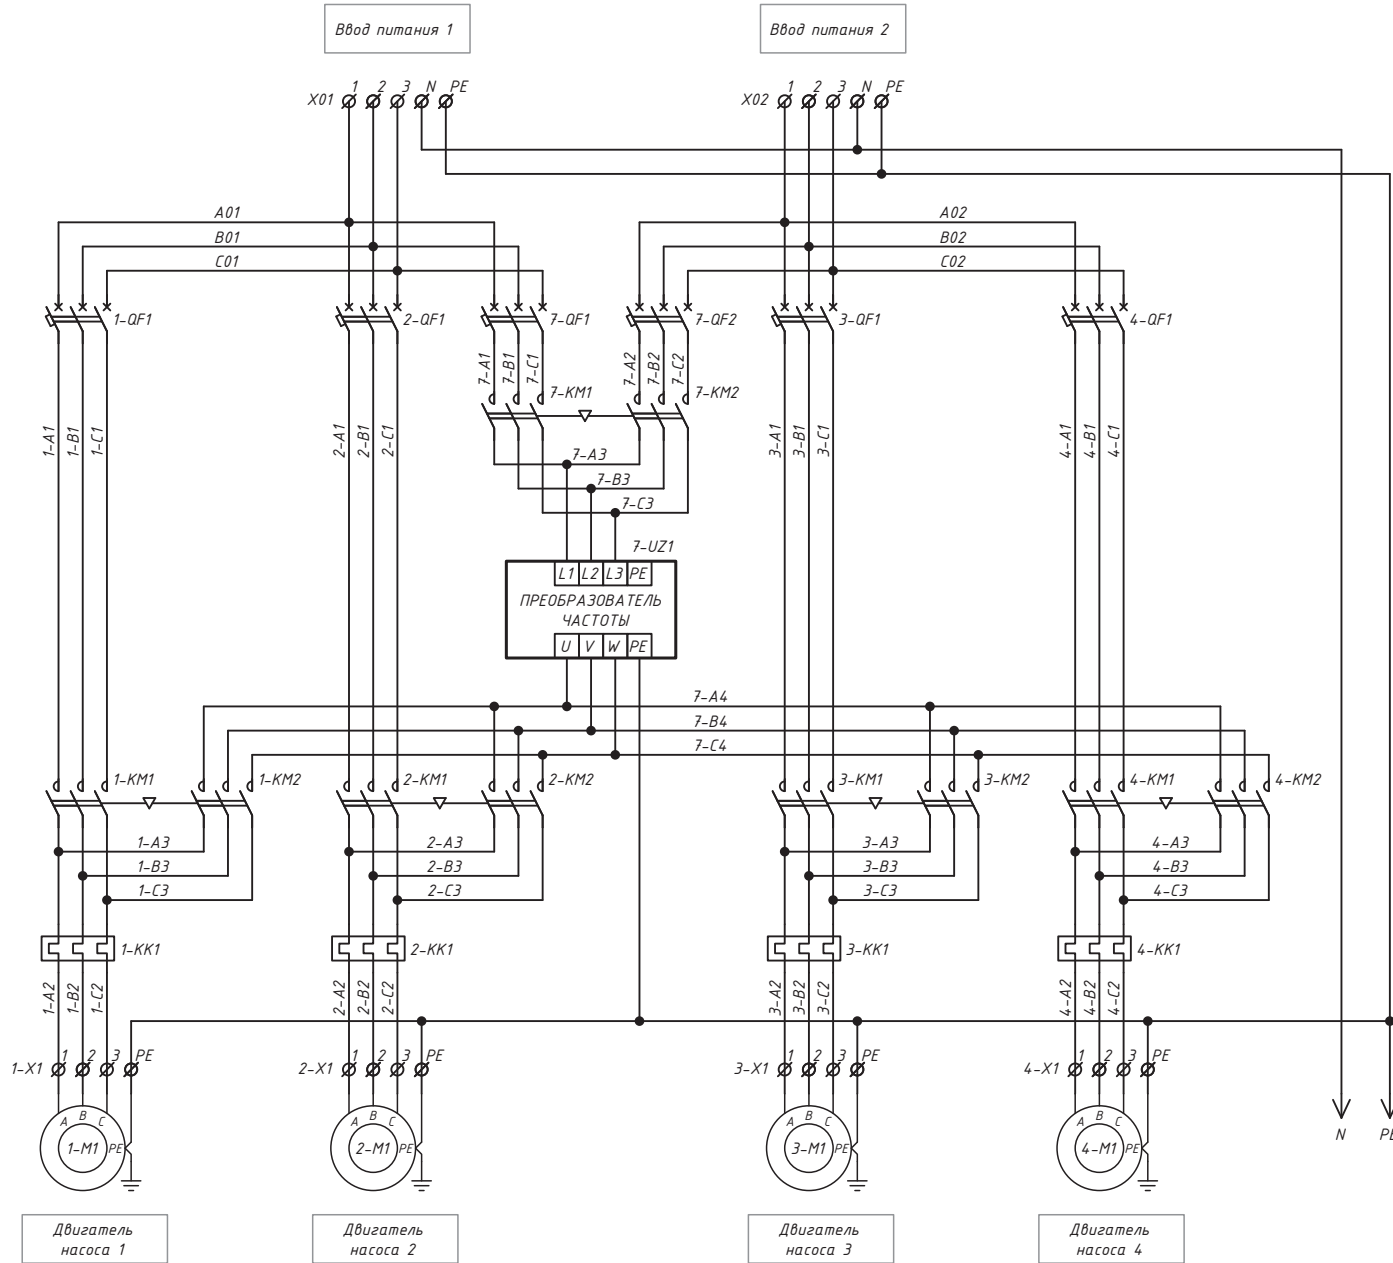 Ввод питания 1 Ввод питания 2
X01 1 2 3 N PE X02 1 2 3 N PE
A01 A02
B01 B02
C01 C02
1-QF1 2-QF1 7-QF1 7-QF2 3-QF1 4-QF1
7-A1 7-B1 7-C1 7-A2 7-B2 7-C2
7-KM1 7-KM2
1-A1 1-B1 1-C1 2-A1 2-B1 2-C1 3-A1 3-B1 3-C1 4-A1 4-B1 4-C1
7-A3
7-B3
7-C3
7-UZ1
L1 L2 L3 PE
ПРЕОБРАЗОВАТЕЛЬ
ЧАСТОТЫ
U V W PE
7-A4
7-B4
7-C4
1-KM1 1-KM2 2-KM1 2-KM2 3-KM1 3-KM2 4-KM1 4-KM2
1-A3 2-A3 3-A3 4-A3
1-B3 2-B3 3-B3 4-B3
1-C3 2-C3 3-C3 4-C3
1-KK1 2-KK1 3-KK1 4-KK1
1-A2 1-B2 1-C2 2-A2 2-B2 2-C2 3-A2 3-B2 3-C2 4-A2 4-B2 4-C2
1-X1 1 2 3 PE 2-X1 1 2 3 PE 3-X1 1 2 3 PE 4-X1 1 2 3 PE
A B C A B C A B C A B C
1-M1 PE 2-M1 PE 3-M1 PE 4-M1 PE
N PE
Двигатель
насоса 1
Двигатель
насоса 2
Двигатель
насоса 3
Двигатель
насоса 4